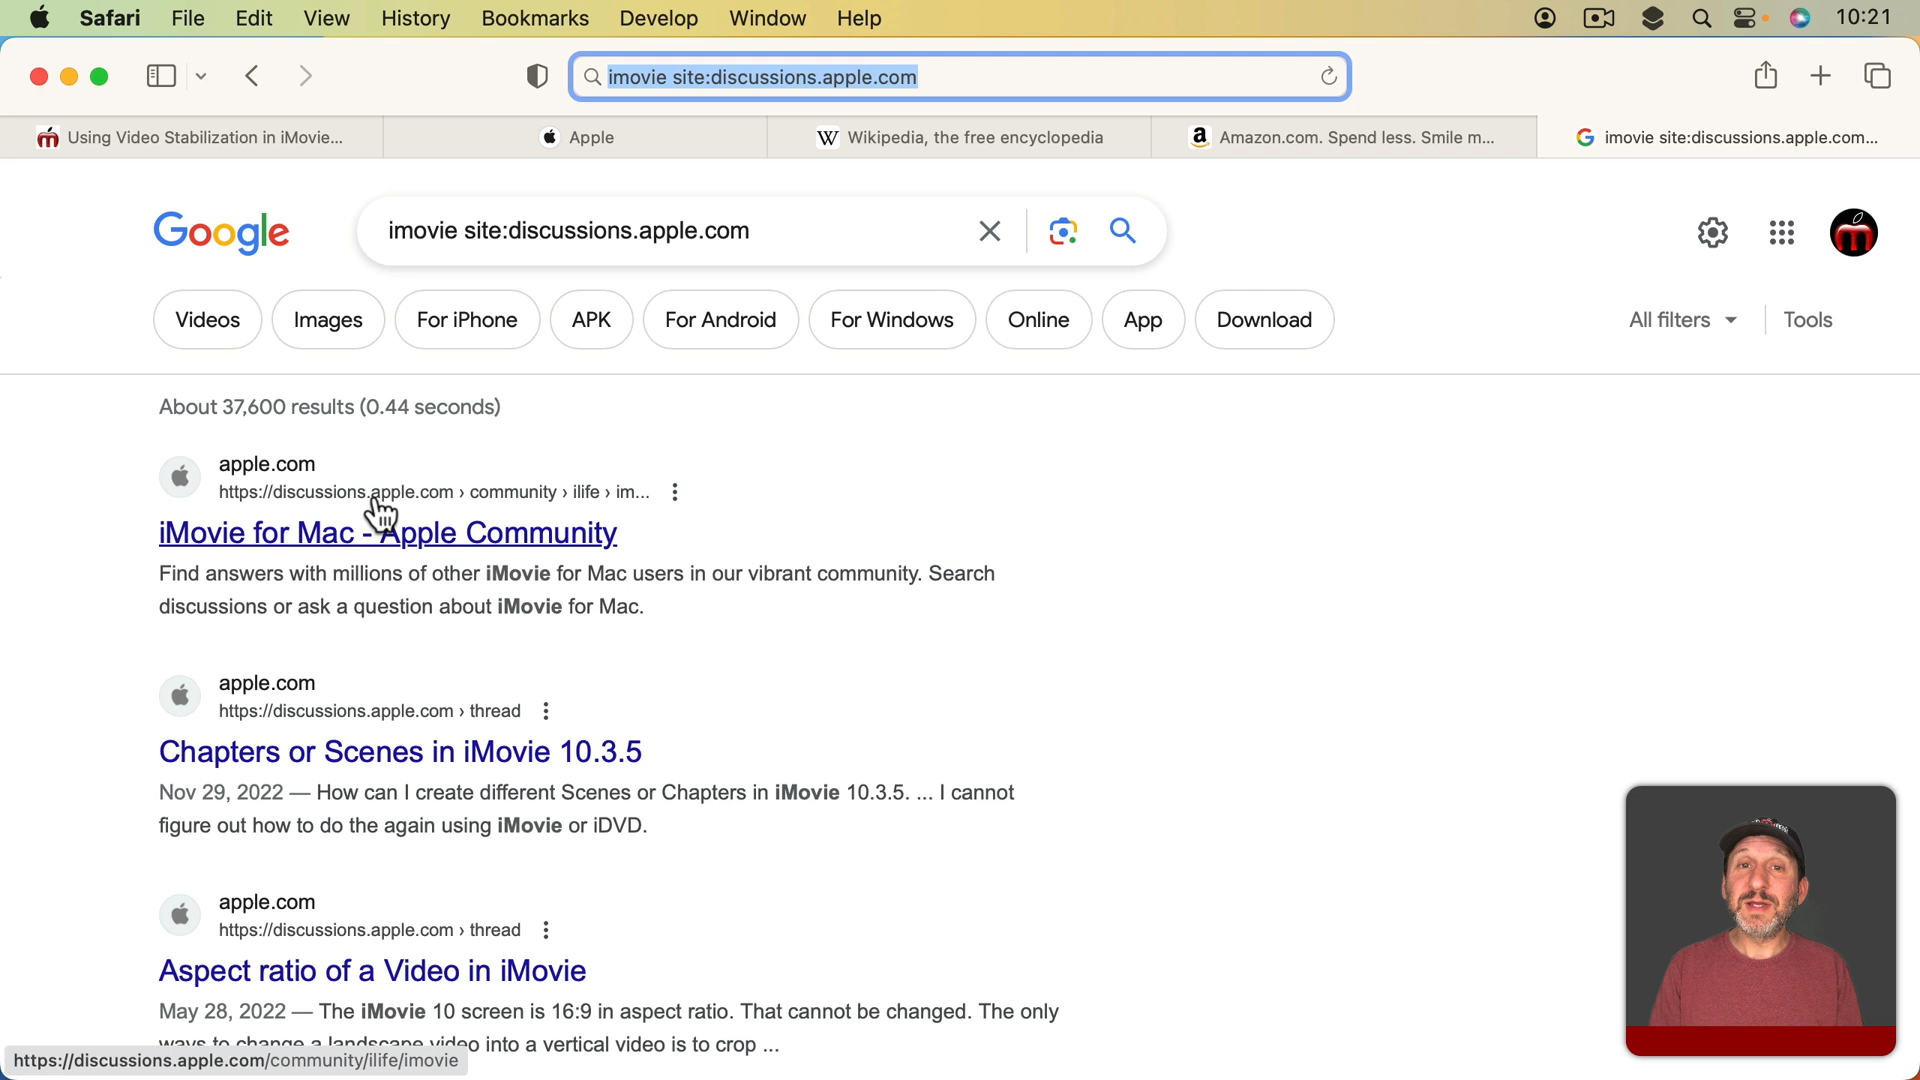 Safari File Edit View History Bookmarks Develop Window Help 10:21
imovie site:discussions.apple.com
Using Video Stabilization in iMovie... Apple Wikipedia, the free encyclopedia Amazon.com. Spend less. Smile m... imovie site:discussions.apple.com...
Google imovie site:discussions.apple.com
Videos Images For iPhone APK For Android For Windows Online App Download All filters Tools
About 37,600 results (0.44 seconds)
apple.com
https://discussions.apple.com › community › ilife › im...
iMovie for Mac - Apple Community
Find answers with millions of other iMovie for Mac users in our vibrant community. Search
discussions or ask a question about iMovie for Mac.
apple.com
https://discussions.apple.com › thread
Chapters or Scenes in iMovie 10.3.5
Nov 29, 2022 — How can I create different Scenes or Chapters in iMovie 10.3.5. ... I cannot
figure out how to do the again using iMovie or iDVD.
apple.com
https://discussions.apple.com › thread
Aspect ratio of a Video in iMovie
May 28, 2022 — The iMovie 10 screen is 16:9 in aspect ratio. That cannot be changed. The only
ways to change a landscape video into a vertical video is to crop ...
https://discussions.apple.com/community/ilife/imovie